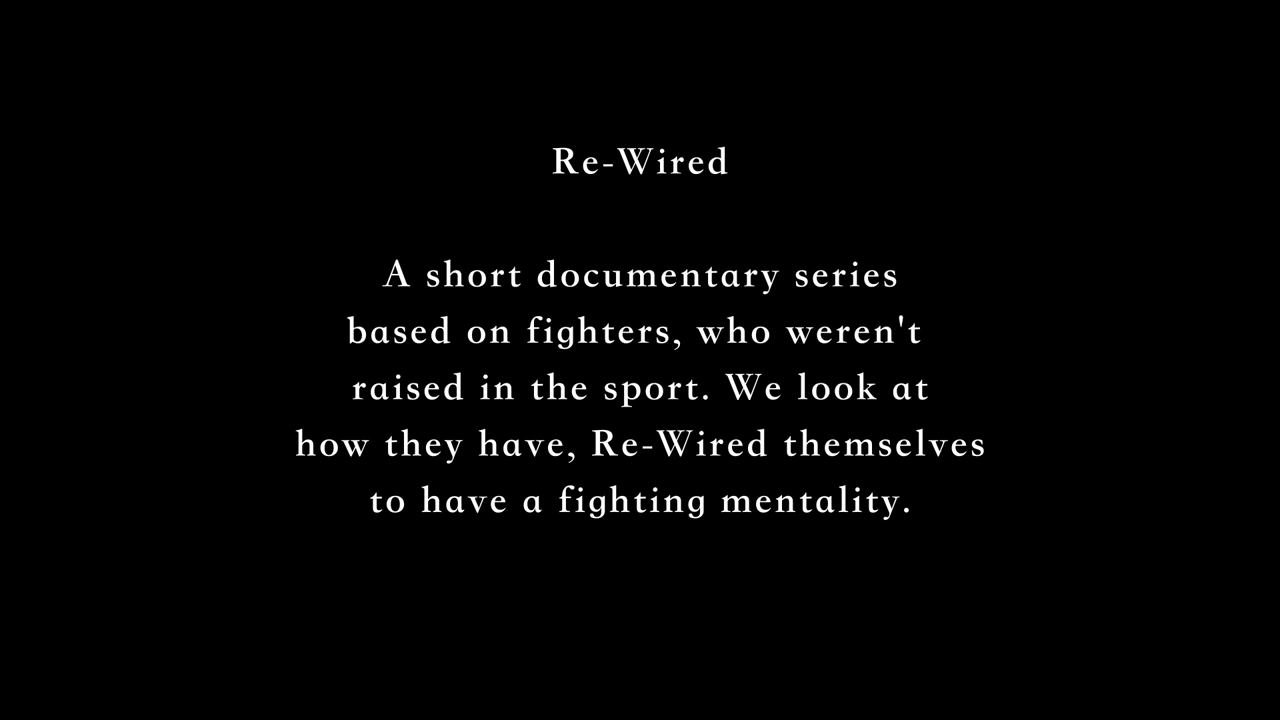 Re-Wired
A short documentary series
based on fighters, who weren't
raised in the sport. We look at
how they have, Re-Wired themselves
to have a fighting mentality.